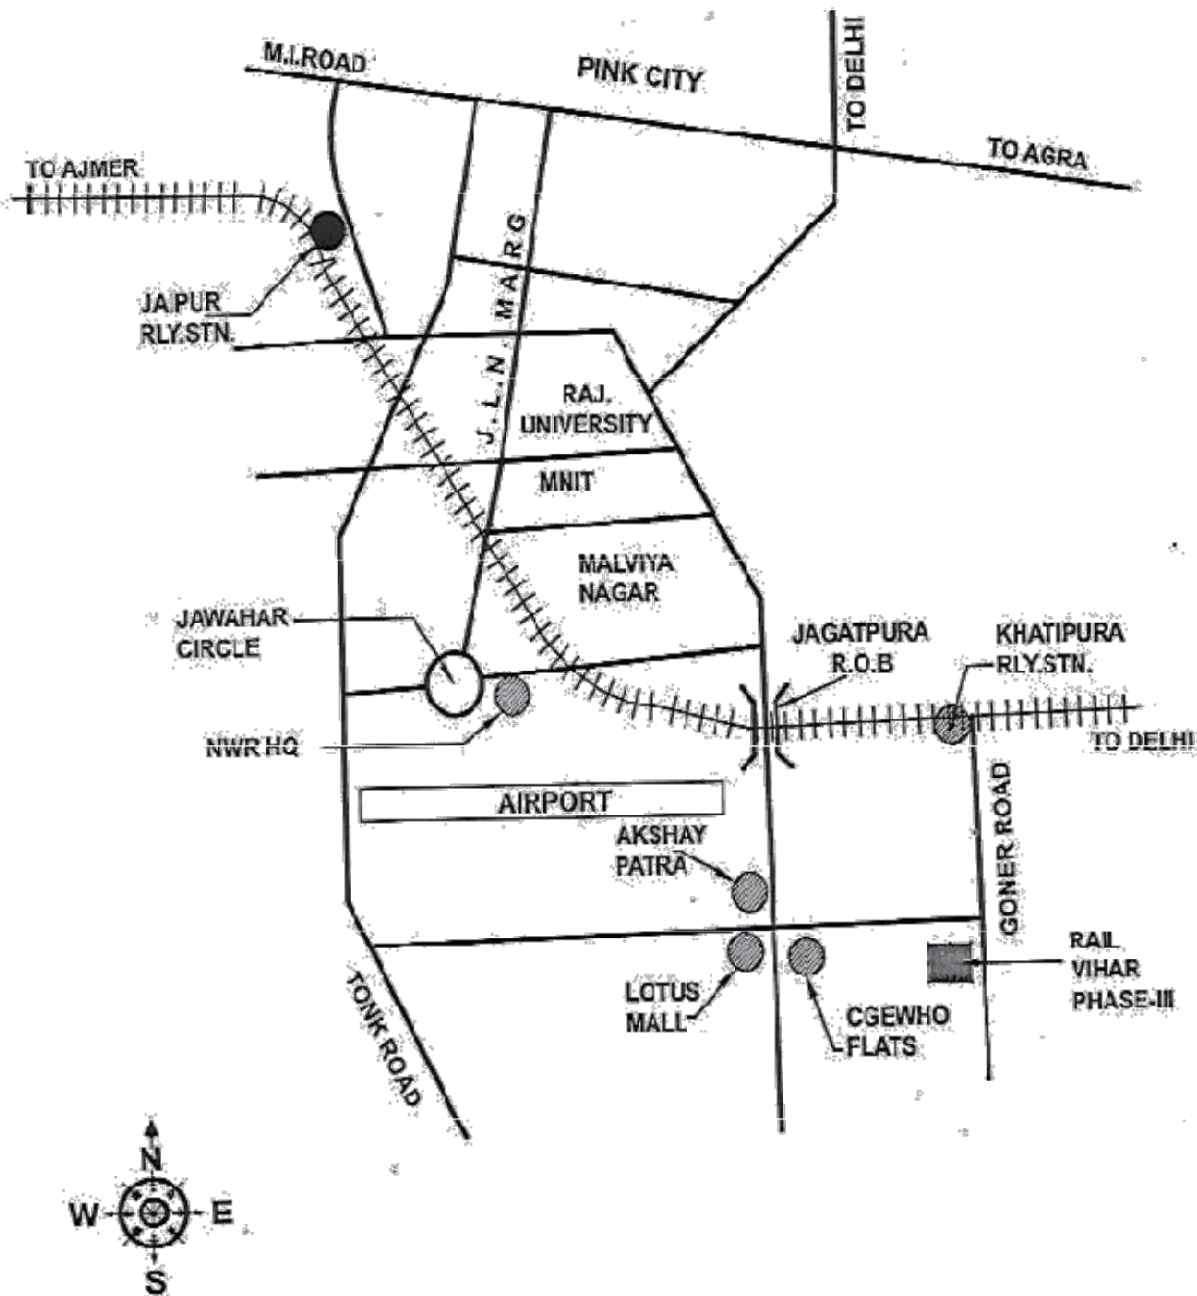 M.I.ROAD
PINK CITY
TO DELHI
TO AGRA
TO AJMER
JAIPUR
RLY.STN.
J.L.N. MARG
RAJ.
UNIVERSITY
MNIT
MALVIYA
NAGAR
JAWAHAR
CIRCLE
JAGATPURA
R.O.B
KHATIPURA
RLY.STN.
NWR HQ
TO DELHI
AIRPORT
AKSHAY
PATRA
GONER ROAD
RAIL
VIHAR
PHASE-III
LOTUS
MALL
CGEWHO
FLATS
TONK ROAD
N
W
E
S